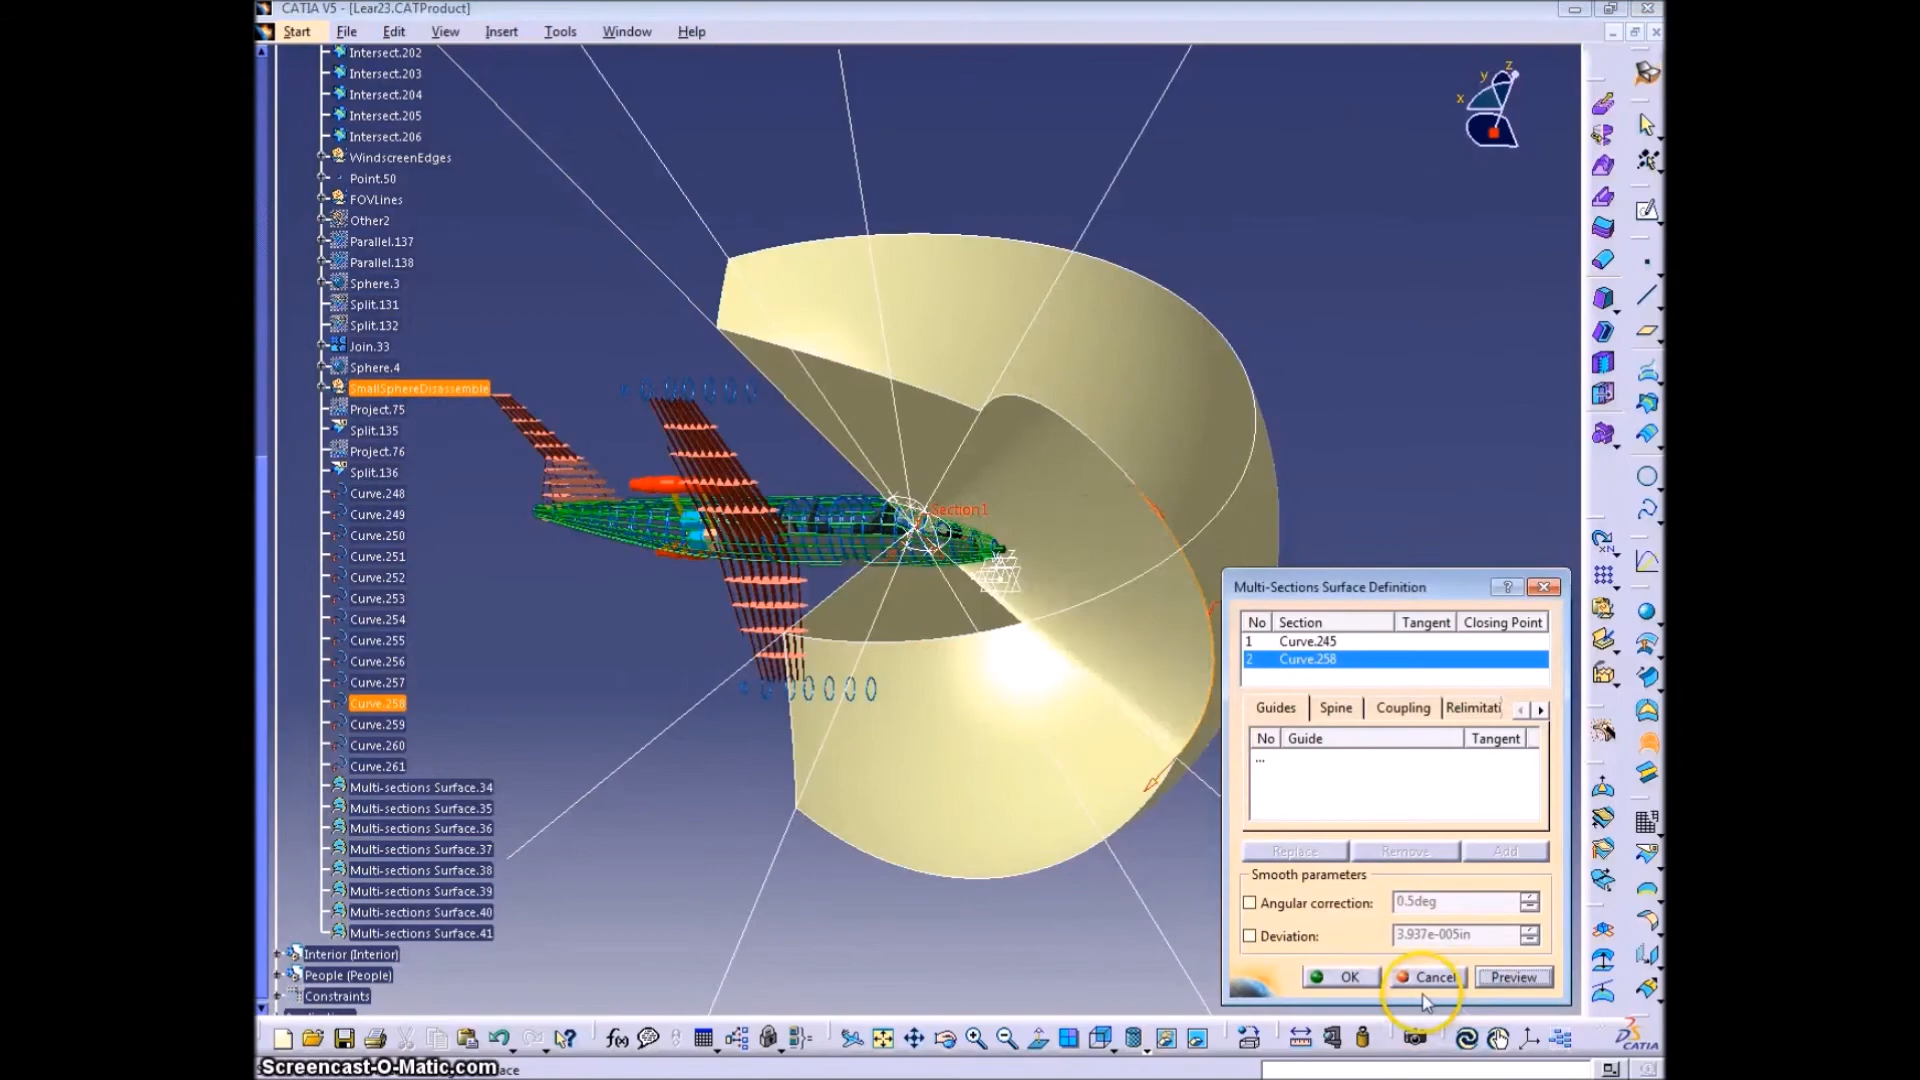 CATIA V5 - [Lear23.CATProduct]
Start File Edit View Insert Tools Window Help
Intersect.202
Intersect.203
Intersect.204
Intersect.205
Intersect.206
WindscreenEdges
Point.50
FOVLines
Other2
Parallel.137
Parallel.138
Sphere.3
Split.131
Split.132
Join.33
Sphere.4
SmallSphereDisassemble
Project.75
Split.135
Project.76
Split.136
Curve.248
Curve.249
Curve.250
Curve.251
Curve.252
Curve.253
Curve.254
Curve.255
Curve.256
Curve.257
Curve.258
Curve.259
Curve.260
Curve.261
Multi-sections Surface.34
Multi-sections Surface.35
Multi-sections Surface.36
Multi-sections Surface.37
Multi-sections Surface.38
Multi-sections Surface.39
Multi-sections Surface.40
Multi-sections Surface.41
Interior (Interior)
People (People)
Constraints
z
y
x
Section1
Multi-Sections Surface Definition
No Section Tangent Closing Point
1 Curve.245
2 Curve.258
Guides Spine Coupling Relimitati
No Guide Tangent
...
Replace Remove Add
Smooth parameters
Angular correction: 0.5deg
Deviation: 3.937e-005in
OK Cancel Preview
f(x)
CATIA
Screencast-O-Matic.com